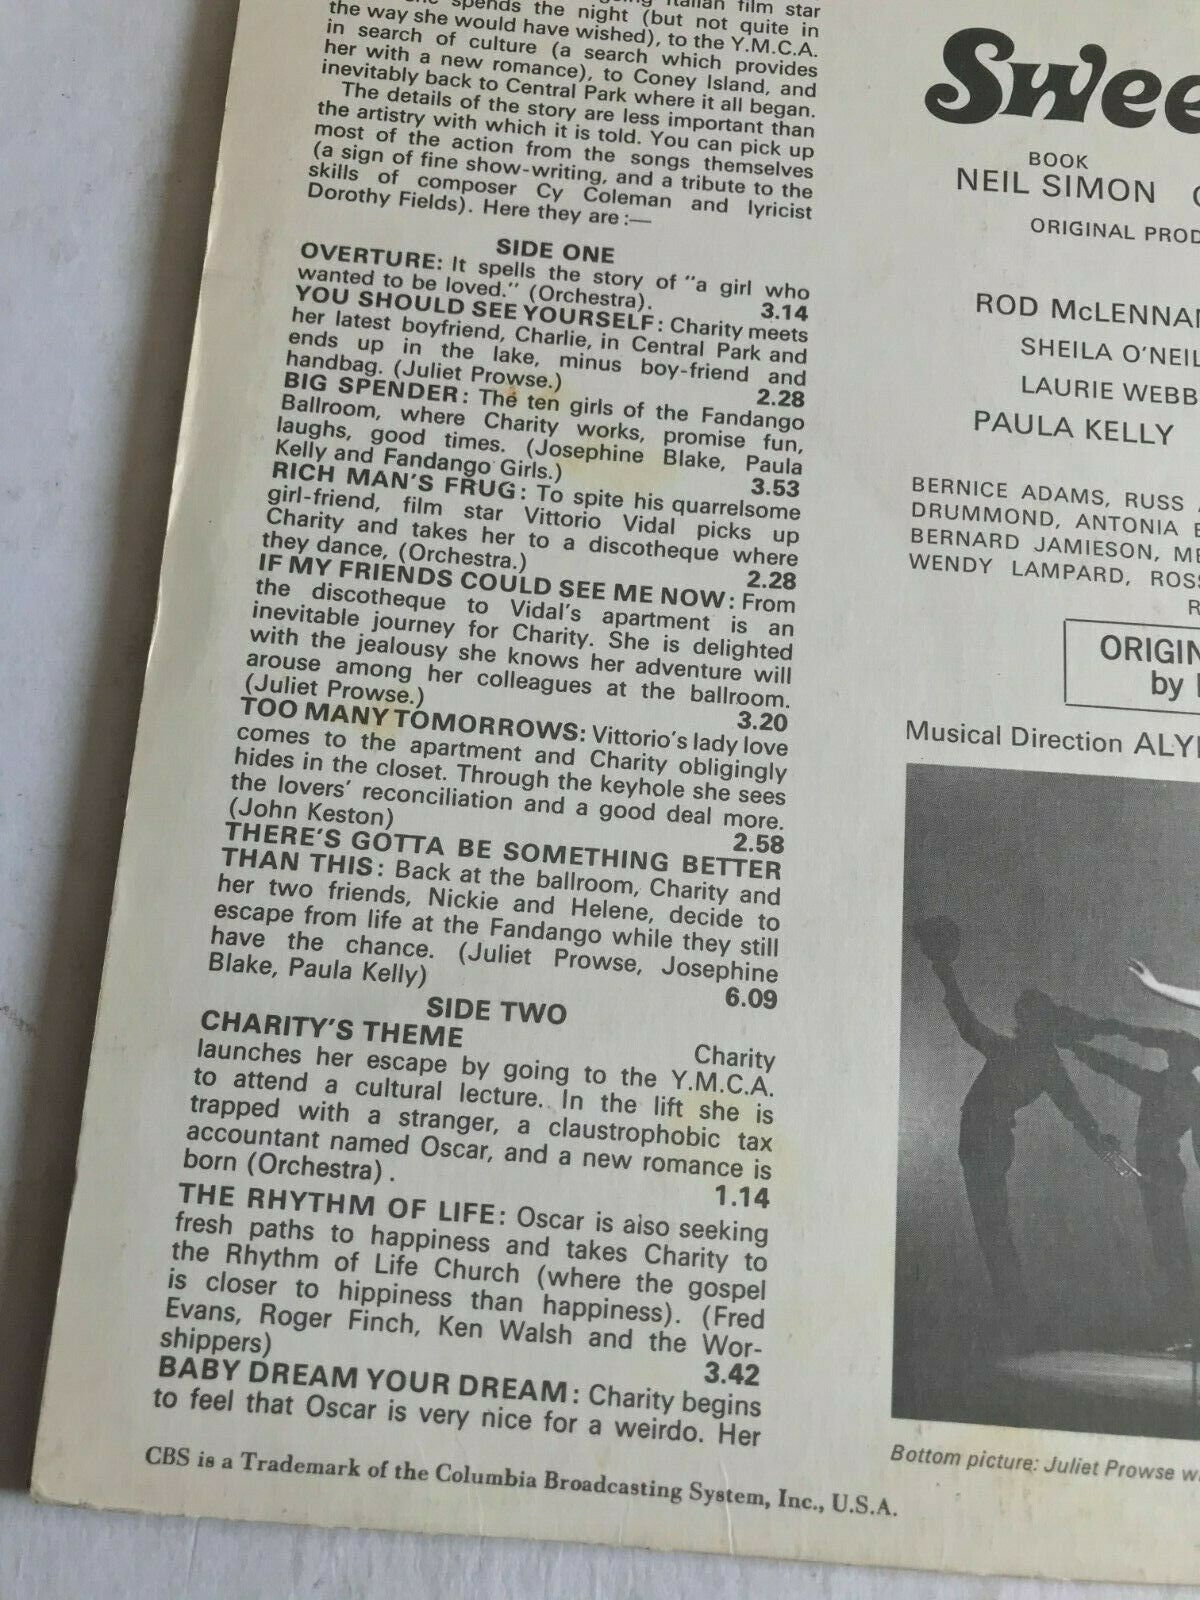 Italian film star
spends the night (but not quite in
the way she would have wished), to the Y.M.C.A.
in search of culture (a search which provides
her with a new romance), to Coney Island, and
inevitably back to Central Park where it all began.
The details of the story are less important than
the artistry with which it is told. You can pick up
most of the action from the songs themselves
(a sign of fine show-writing, and a tribute to the
skills of composer Cy Coleman and lyricist
Dorothy Fields). Here they are :—
SIDE ONE
OVERTURE: It spells the story of "a girl who
wanted to be loved." (Orchestra). 3.14
YOU SHOULD SEE YOURSELF: Charity meets
her latest boyfriend, Charlie, in Central Park and
ends up in the lake, minus boy-friend and
handbag. (Juliet Prowse.) 2.28
BIG SPENDER: The ten girls of the Fandango
Ballroom, where Charity works, promise fun,
laughs, good times. (Josephine Blake, Paula
Kelly and Fandango Girls.) 3.53
RICH MAN'S FRUG: To spite his quarrelsome
girl-friend, film star Vittorio Vidal picks up
Charity and takes her to a discotheque where
they dance, (Orchestra.) 2.28
IF MY FRIENDS COULD SEE ME NOW: From
the discotheque to Vidal's apartment is an
inevitable journey for Charity. She is delighted
with the jealousy she knows her adventure will
arouse among her colleagues at the ballroom.
(Juliet Prowse.) 3.20
TOO MANY TOMORROWS: Vittorio's lady love
comes to the apartment and Charity obligingly
hides in the closet. Through the keyhole she sees
the lovers' reconciliation and a good deal more.
(John Keston) 2.58
THERE'S GOTTA BE SOMETHING BETTER
THAN THIS: Back at the ballroom, Charity and
her two friends, Nickie and Helene, decide to
escape from life at the Fandango while they still
have the chance. (Juliet Prowse, Josephine
Blake, Paula Kelly) 6.09
SIDE TWO
CHARITY'S THEME Charity
launches her escape by going to the Y.M.C.A.
to attend a cultural lecture. In the lift she is
trapped with a stranger, a claustrophobic tax
accountant named Oscar, and a new romance is
born (Orchestra). 1.14
THE RHYTHM OF LIFE: Oscar is also seeking
fresh paths to happiness and takes Charity to
the Rhythm of Life Church (where the gospel
is closer to hippiness than happiness). (Fred
Evans, Roger Finch, Ken Walsh and the Wor-
shippers) 3.42
BABY DREAM YOUR DREAM: Charity begins
to feel that Oscar is very nice for a weirdo. Her
CBS is a Trademark of the Columbia Broadcasting System, Inc., U.S.A.
Swee
BOOK
NEIL SIMON
ORIGINAL PROD
ROD McLENNAN
SHEILA O'NEIL
LAURIE WEBB
PAULA KELLY
BERNICE ADAMS, RUSS
DRUMMOND, ANTONIA
BERNARD JAMIESON, ME
WENDY LAMPARD, ROSS
R
ORIGIN
by
Musical Direction ALY
Bottom picture: Juliet Prowse w